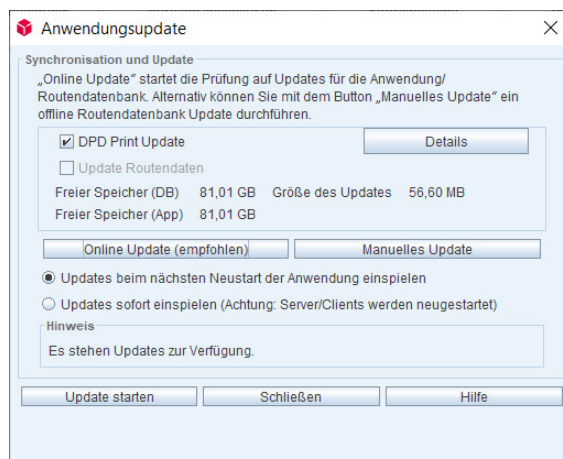 Anwendungsupdate
Synchronisation und Update
„Online Update“ startet die Prüfung auf Updates für die Anwendung/
Routendatenbank. Alternativ können Sie mit dem Button „Manuelles Update“ ein
offline Routendatenbank Update durchführen.
DPD Print Update
Details
Update Routendaten
Freier Speicher (DB) 81,01 GB Größe des Updates 56,60 MB
Freier Speicher (App) 81,01 GB
Online Update (empfohlen) Manuelles Update
Updates beim nächsten Neustart der Anwendung einspielen
Updates sofort einspielen (Achtung: Server/Clients werden neugestartet)
Hinweis
Es stehen Updates zur Verfügung.
Update starten Schließen Hilfe